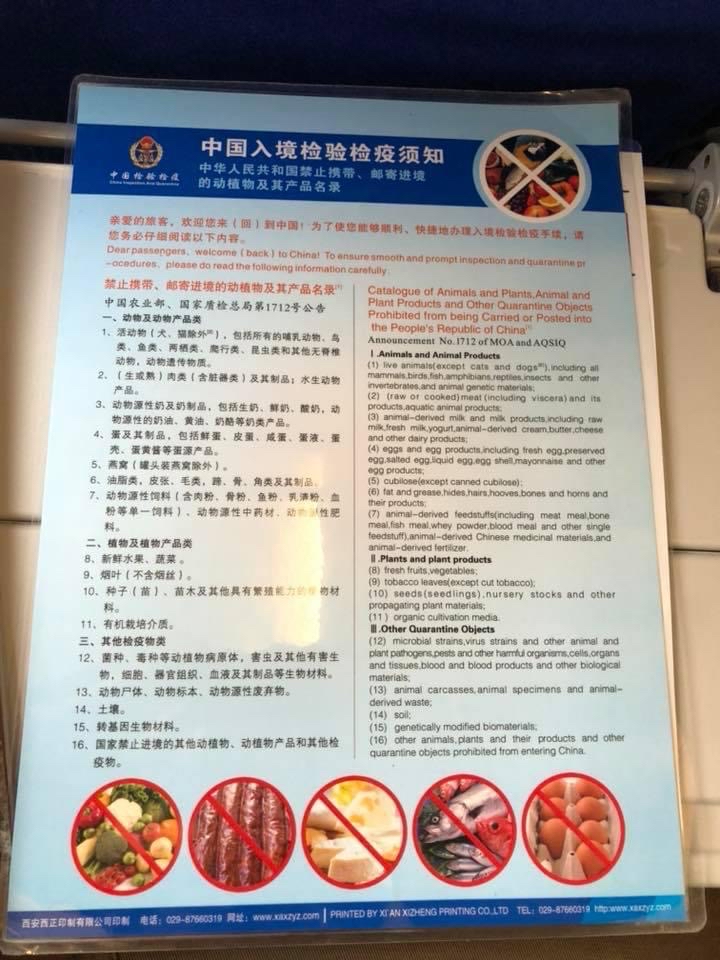 中国检验检疫
China Inspection And Quarantine
中国入境检验检疫须知
中华人民共和国禁止携带、邮寄进境
的动植物及其产品名录
亲爱的旅客，欢迎您来（回）到中国！为了使您能够顺利、快捷地办理入境检验检疫手续，请
您务必仔细阅读以下内容。
Dear passengers, welcome (back) to China! To ensure smooth and prompt inspection and quarantine pr
-ocedures, please do read the following information carefully.
禁止携带、邮寄进境的动植物及其产品名录[1]
中国农业部、国家质检总局第1712号公告
一、动物及动物产品类
1、活动物（犬、猫除外[2]），包括所有的哺乳动物、鸟
类、鱼类、两栖类、爬行类、昆虫类和其他无脊椎
动物，动物遗传物质。
2、（生或熟）肉类（含脏器类）及其制品；水生动物
产品。
3、动物源性奶及奶制品，包括生奶、鲜奶、酸奶，动
物源性的奶油、黄油、奶酪等奶类产品。
4、蛋及其制品，包括鲜蛋、皮蛋、咸蛋、蛋液、蛋
壳、蛋黄酱等蛋源产品。
5、燕窝（罐头装燕窝除外）。
6、油脂类，皮张、毛类，蹄、骨、角类及其制品。
7、动物源性饲料（含肉粉、骨粉、鱼粉、乳清粉、血
粉等单一饲料）、动物源性中药材、动物源性肥
料。
二、植物及植物产品类
8、新鲜水果、蔬菜。
9、烟叶（不含烟丝）。
10、种子（苗）、苗木及其他具有繁殖能力的植物材
料。
11、有机栽培介质。
三、其他检疫物类
12、菌种、毒种等动植物病原体，害虫及其他有害生
物，细胞、器官组织、血液及其制品等生物材料。
13、动物尸体、动物标本、动物源性废弃物。
14、土壤。
15、转基因生物材料。
16、国家禁止进境的其他动植物、动植物产品和其他检
疫物。
Catalogue of Animals and Plants,Animal and
Plant Products and Other Quarantine Objects
Prohibited from being Carried or Posted into
the People's Republic of China[1]
Announcement No.1712 of MOA and AQSIQ
Ⅰ.Animals and Animal Products
(1) live animals(except cats and dogs[2]),including all
mammals,birds,fish,amphibians,reptiles,insects and other
invertebrates,and animal genetic materials;
(2) (raw or cooked)meat(including viscera) and its
products,aquatic animal products;
(3) animal-derived milk and milk products,including raw
milk,fresh milk,yogurt,animal-derived cream,butter,cheese
and other dairy products;
(4) eggs and egg products,including fresh egg,preserved
egg,salted egg,liquid egg,egg shell,mayonnaise and other
egg products;
(5) cubilose(except canned cubilose);
(6) fat and grease,hides,hairs,hooves,bones and horns and
their products;
(7) animal-derived feedstuffs(including meat meal,bone
meal,fish meal,whey powder,blood meal and other single
feedstuff),animal-derived Chinese medicinal materials,and
animal-derived fertilizer.
Ⅱ.Plants and plant products
(8) fresh fruits,vegetables;
(9) tobacco leaves(except cut tobacco);
(10) seeds(seedlings),nursery stocks and other
propagating plant materials;
(11) organic cultivation media.
Ⅲ.Other Quarantine Objects
(12) microbial strains,virus strains and other animal and
plant pathogens,pests and other harmful organisms,cells,organs
and tissues,blood and blood products and other biological
materials;
(13) animal carcasses,animal specimens and animal-
derived waste;
(14) soil;
(15) genetically modified biomaterials;
(16) other animals,plants and their products and other
quarantine objects prohibited from entering China.
西安西正印制有限公司印制 电话：029-87660319 网址：www.xaxzyz.com PRINTED BY XI'AN XIZHENG PRINTING CO.,LTD TEL: 029-87660319 http:www.xaxzyz.com